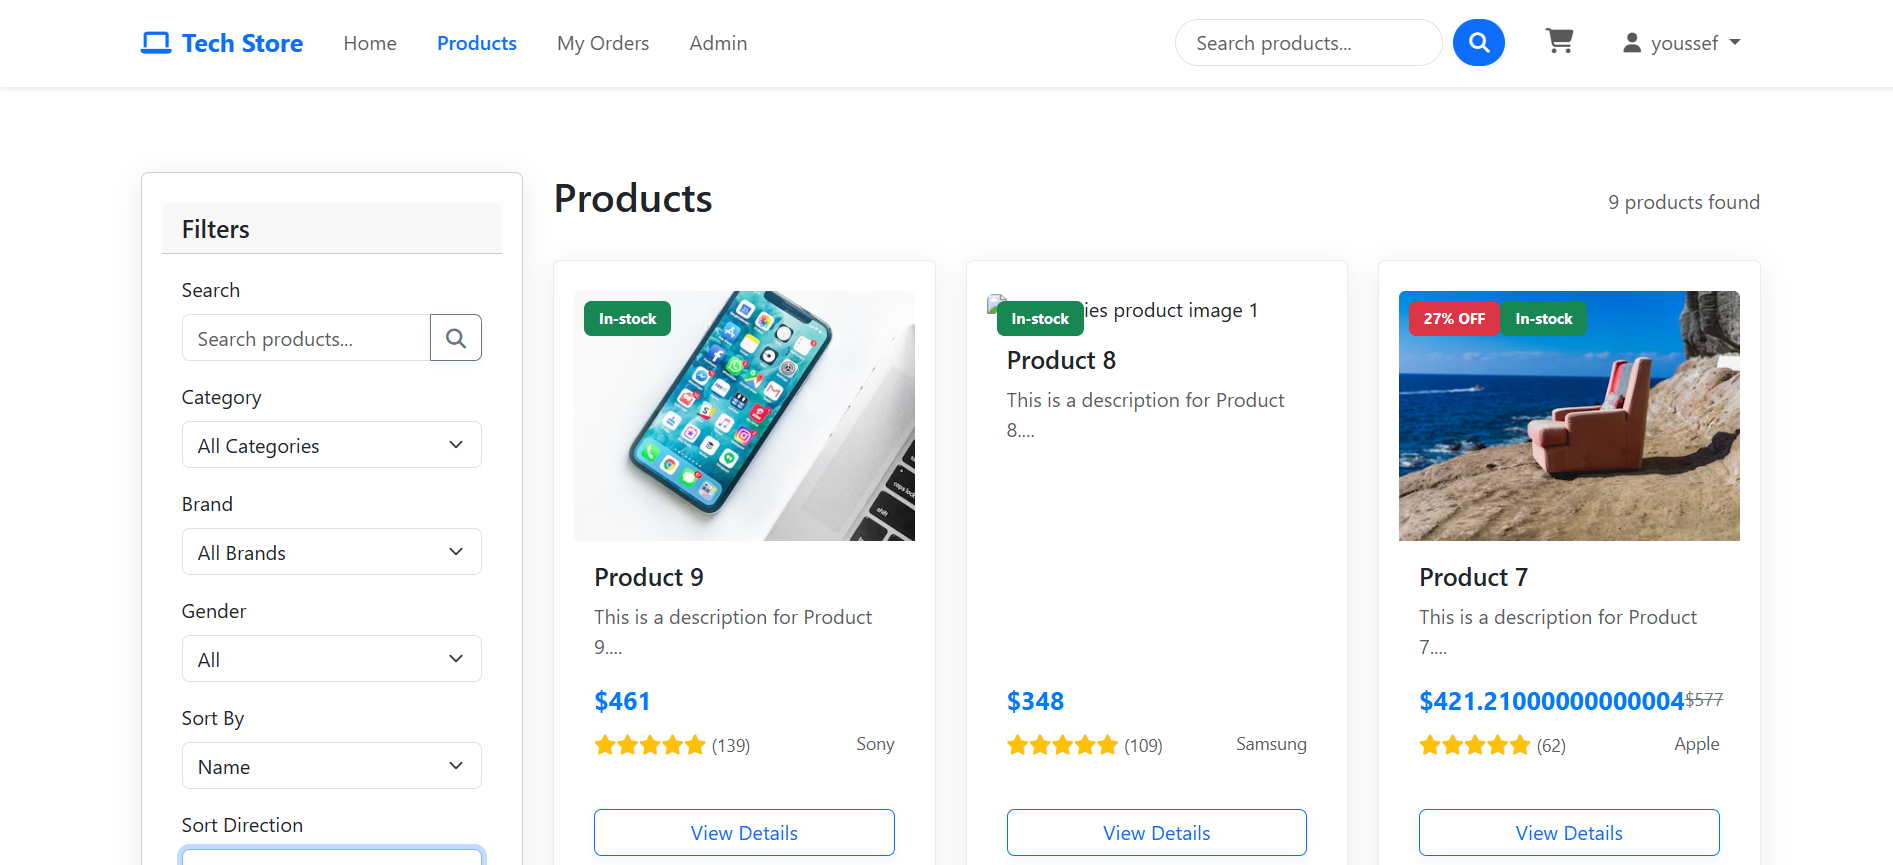 Tech Store
Home
Products
My Orders
Admin
Search products...
youssef
Filters
Search
Search products...
Category
All Categories
Brand
All Brands
Gender
All
Sort By
Name
Sort Direction
Products
9 products found
In-stock
Product 9
This is a description for Product
9....
$461
(139)
Sony
View Details
In-stock
ies product image 1
Product 8
This is a description for Product
8....
$348
(109)
Samsung
View Details
27% OFF
In-stock
Product 7
This is a description for Product
7....
$421.21000000000004
$577
(62)
Apple
View Details